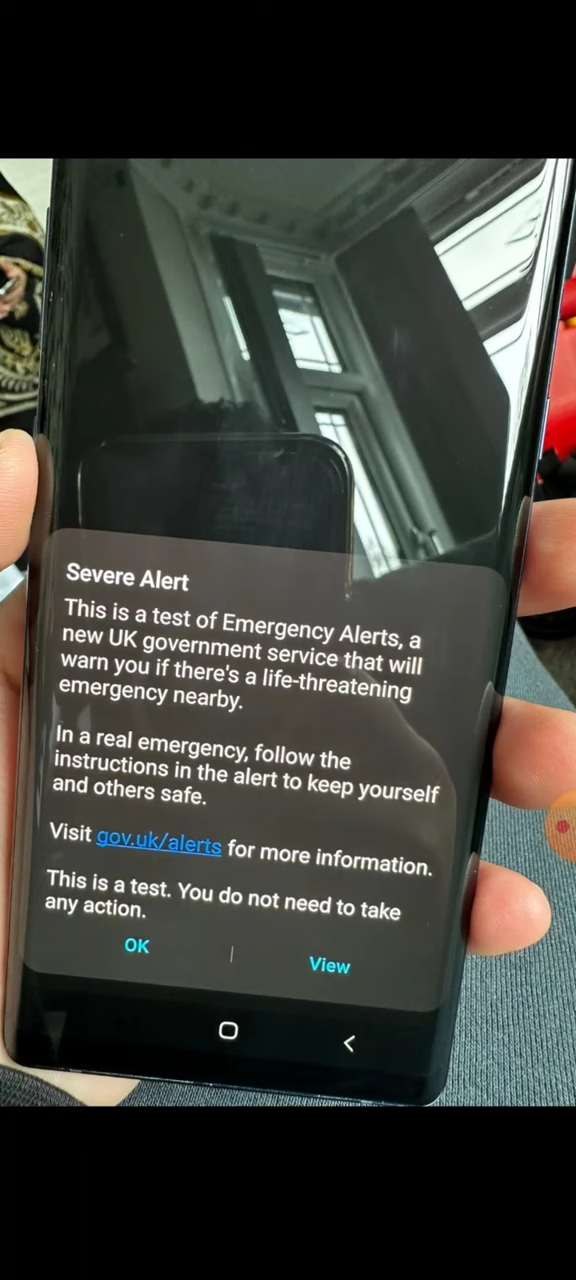 Severe Alert
This is a test of Emergency Alerts, a
new UK government service that will
warn you if there's a life-threatening
emergency nearby.
In a real emergency, follow the
instructions in the alert to keep yourself
and others safe.
Visit gov.uk/alerts for more information.
This is a test. You do not need to take
any action.
OK | View